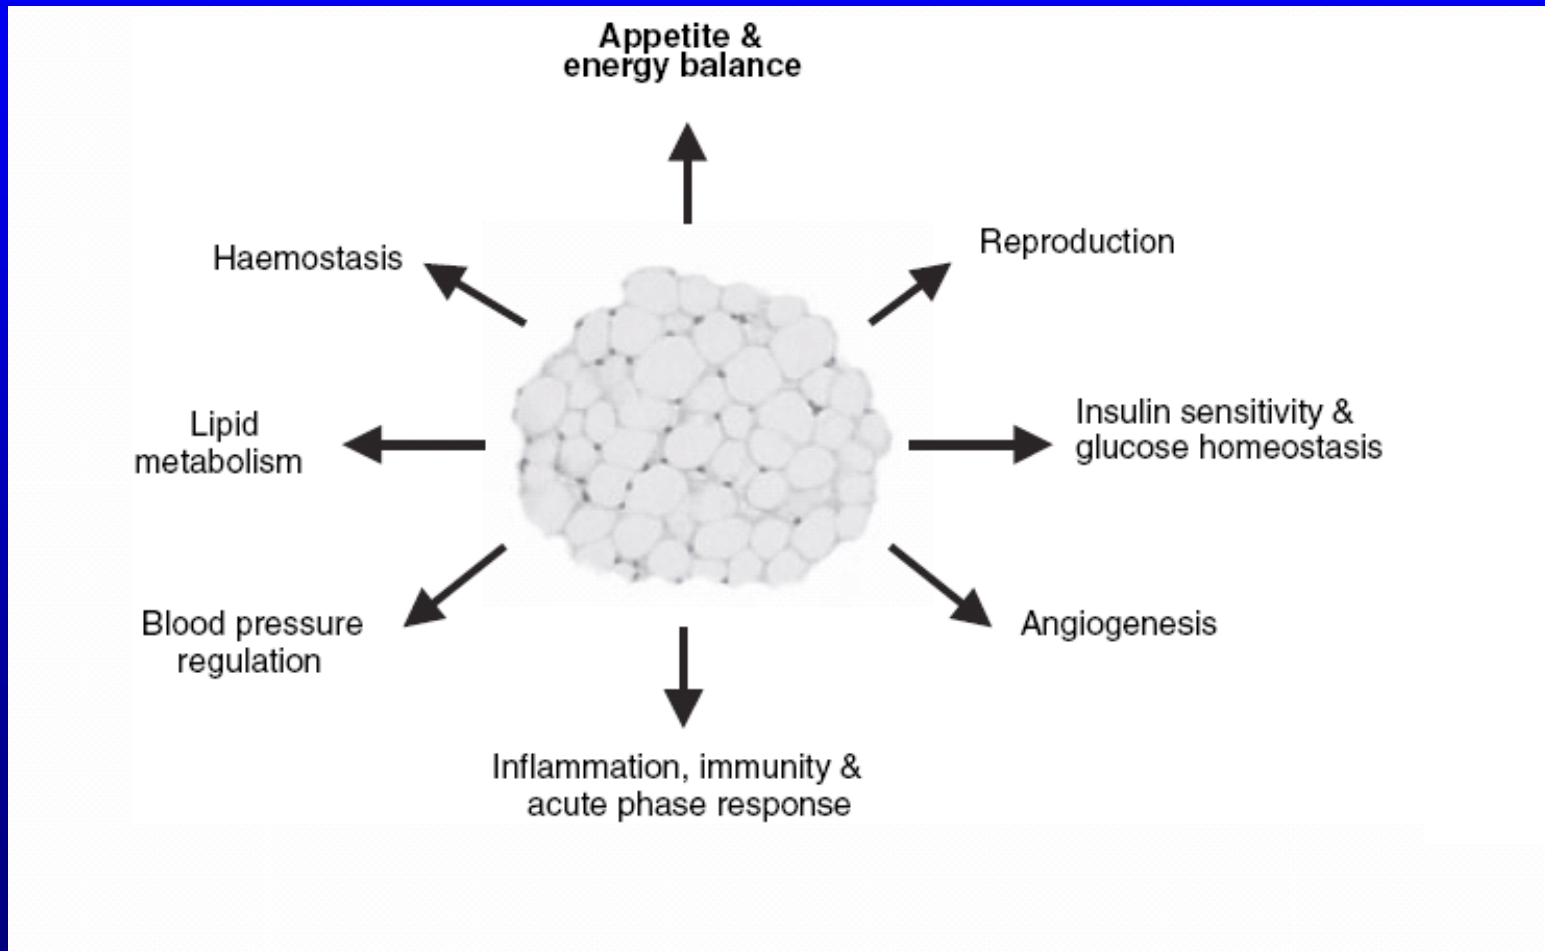 Appetite &
energy balance
Haemostasis
Reproduction
Lipid
metabolism
Insulin sensitivity &
glucose homeostasis
Blood pressure
regulation
Angiogenesis
Inflammation, immunity &
acute phase response